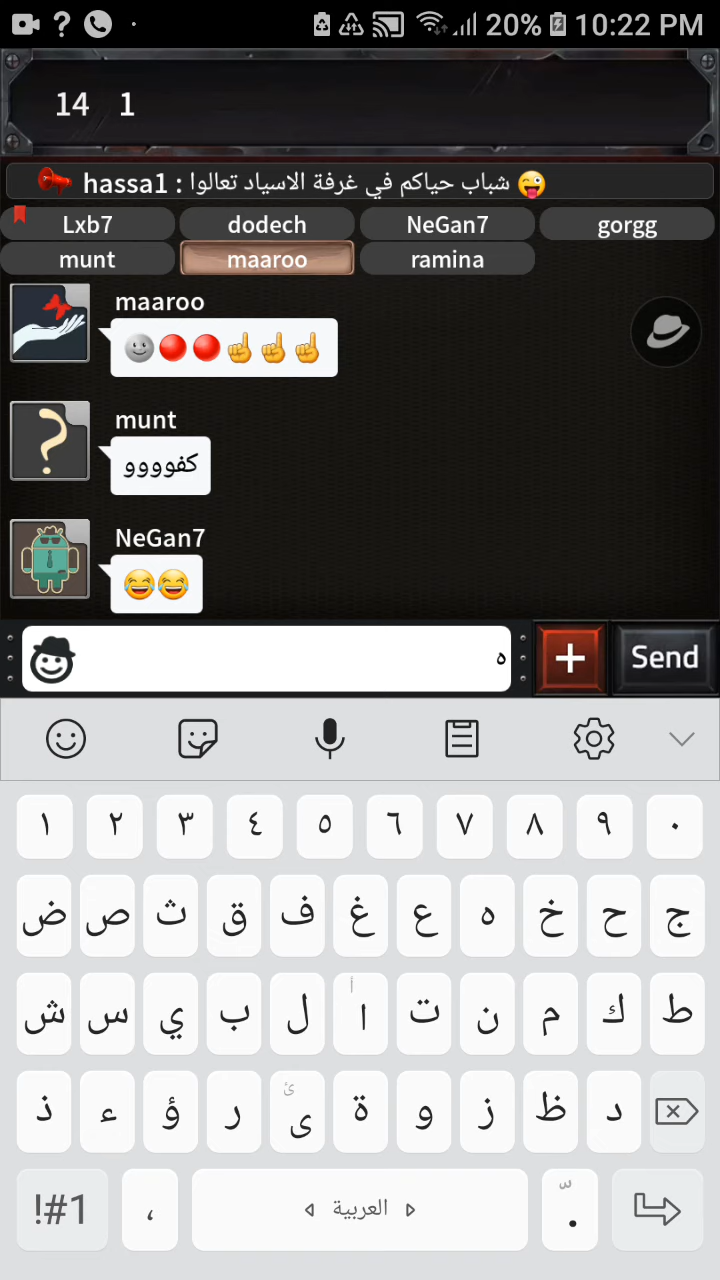 20% 10:22 PM
14 1
hassa1 : شباب حياكم في غرفة الاسياد تعالوا 😜
Lxb7 dodech NeGan7 gorgg
munt maaroo ramina
maaroo
🌚🔴🔴☝️☝️☝️
munt
كفوووو
NeGan7
😂😂
ه
+ Send
١ ٢ ٣ ٤ ٥ ٦ ٧ ٨ ٩ ٠
ض ص ث ق ف غ ع ه خ ح ج
ش س ي ب ل ا أ ت ن م ك ط
ذ ء ؤ ر ى ئ ة و ز ظ د
!#1 ، العربية .